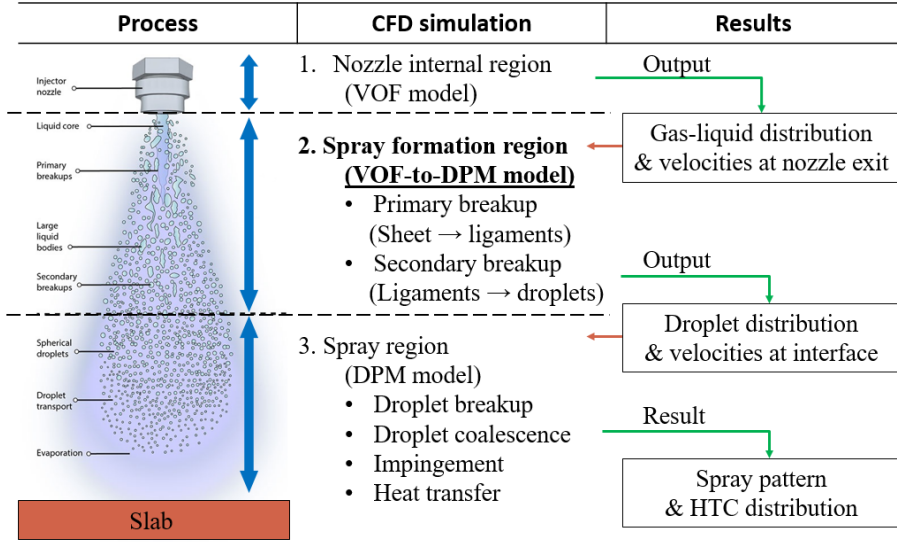 Process
CFD simulation
Results
Injector
nozzle
Liquid core
Primary
breakups
Large
liquid
bodies
Secondary
breakups
Spherical
droplets
Droplet
transport
Evaporation
Slab
1. Nozzle internal region
(VOF model)
2. Spray formation region
(VOF-to-DPM model)
• Primary breakup
(Sheet → ligaments)
• Secondary breakup
(Ligaments → droplets)
3. Spray region
(DPM model)
• Droplet breakup
• Droplet coalescence
• Impingement
• Heat transfer
Output
Gas-liquid distribution
& velocities at nozzle exit
Output
Droplet distribution
& velocities at interface
Result
Spray pattern
& HTC distribution